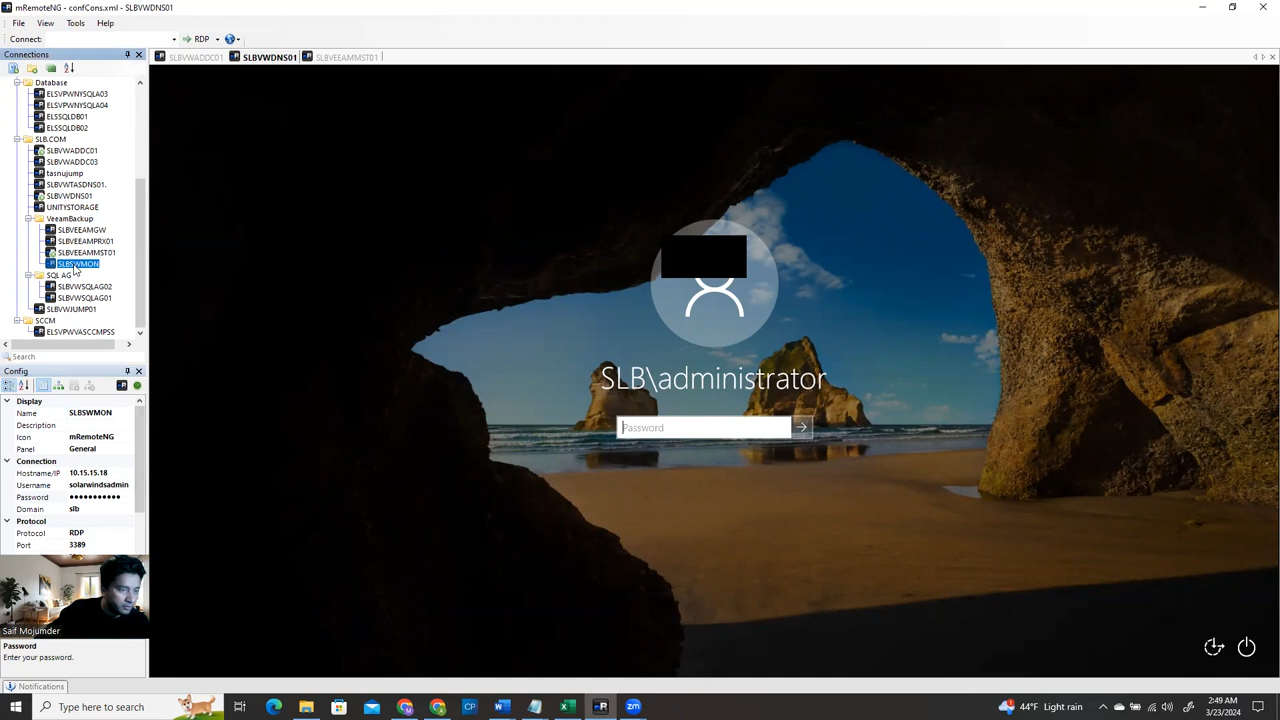 mRemoteNG - confCons.xml - SLBVWDNS01
File View Tools Help
Connect: RDP
Connections
SLBVWADDC01 SLBVWDNS01 SLBVEEAMMST01
Database
ELSVPWNYSQLA03
ELSVPWNYSQLA04
ELSSQLDB01
ELSSQLDB02
SLB.COM
SLBVWADDC01
SLBVWADDC03
tasnujump
SLBVWTASDNS01.
SLBVWDNS01
UNITYSTORAGE
VeeamBackup
SLBVEEAMGW
SLBVEEAMPRX01
SLBVEEAMMST01
SLBSWMON
SQL AG
SLBVWSQLAG02
SLBVWSQLAG01
SLBVWJUMP01
SCCM
ELSVPWVASCCMPSS
Search
Config
Display
Name SLBSWMON
Description
Icon mRemoteNG
Panel General
Connection
Hostname/IP 10.15.15.18
Username solarwindsadmin
Password ●●●●●●●●●●●
Domain slb
Protocol
Protocol RDP
Port 3389
Saif Mojumder
Password
Enter your password.
Notifications
SLB\administrator
Password
Type here to search
44°F Light rain
2:49 AM
3/23/2024